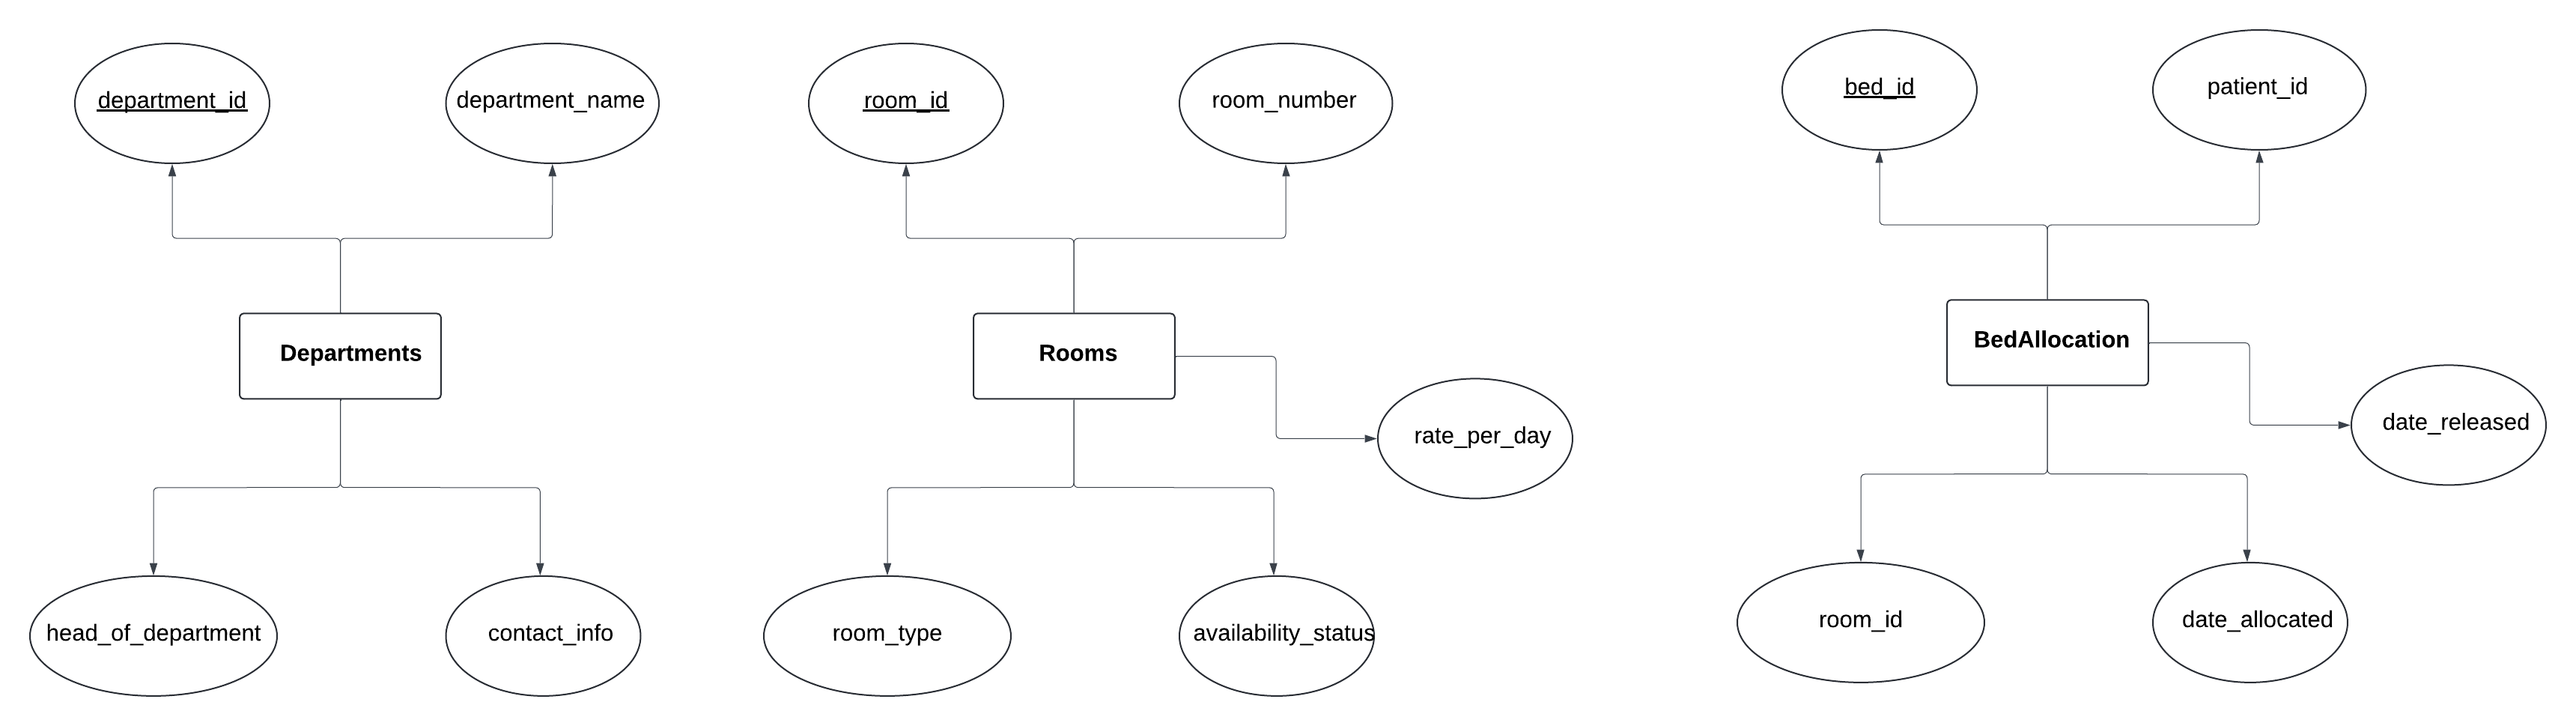 department_id
department_name
Departments
head_of_department
contact_info
room_id
room_number
Rooms
rate_per_day
room_type
availability_status
bed_id
patient_id
BedAllocation
date_released
room_id
date_allocated